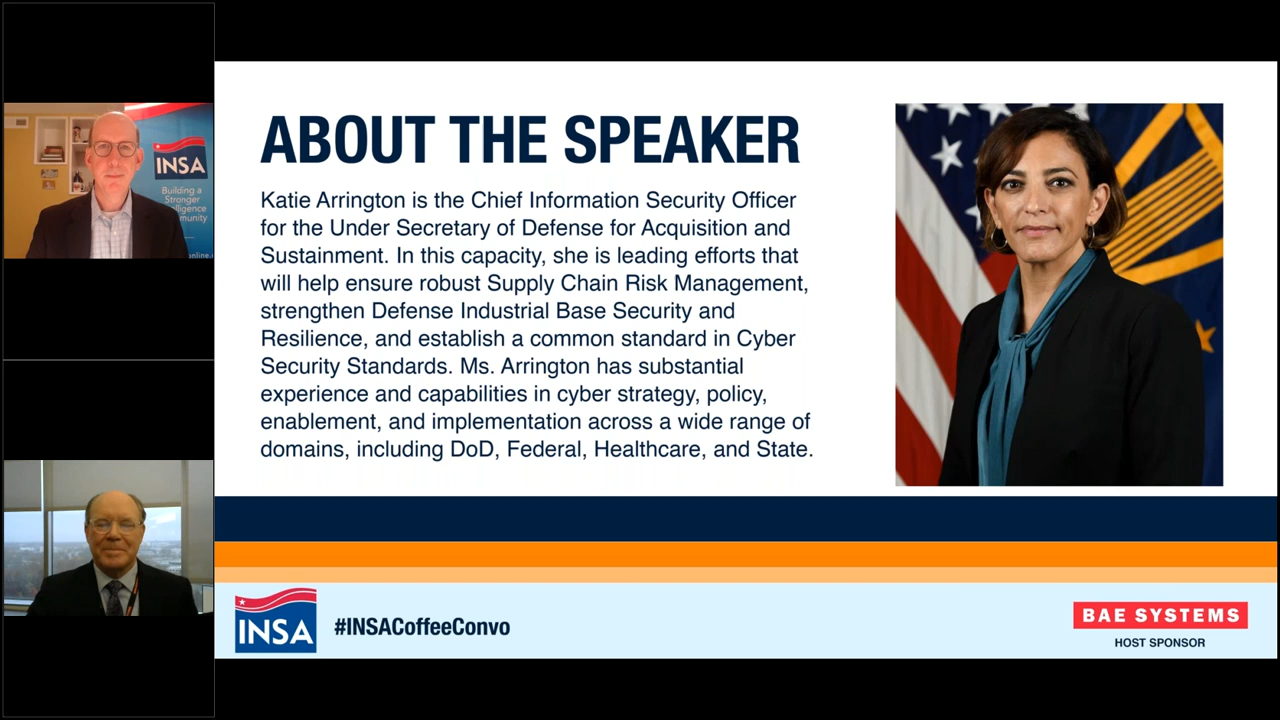 INSA
Building a
Stronger
ABOUT THE SPEAKER
Katie Arrington is the Chief Information Security Officer
for the Under Secretary of Defense for Acquisition and
Sustainment. In this capacity, she is leading efforts that
will help ensure robust Supply Chain Risk Management,
strengthen Defense Industrial Base Security and
Resilience, and establish a common standard in Cyber
Security Standards. Ms. Arrington has substantial
experience and capabilities in cyber strategy, policy,
enablement, and implementation across a wide range of
domains, including DoD, Federal, Healthcare, and State.
INSA
#INSACoffeeConvo
BAE SYSTEMS
HOST SPONSOR